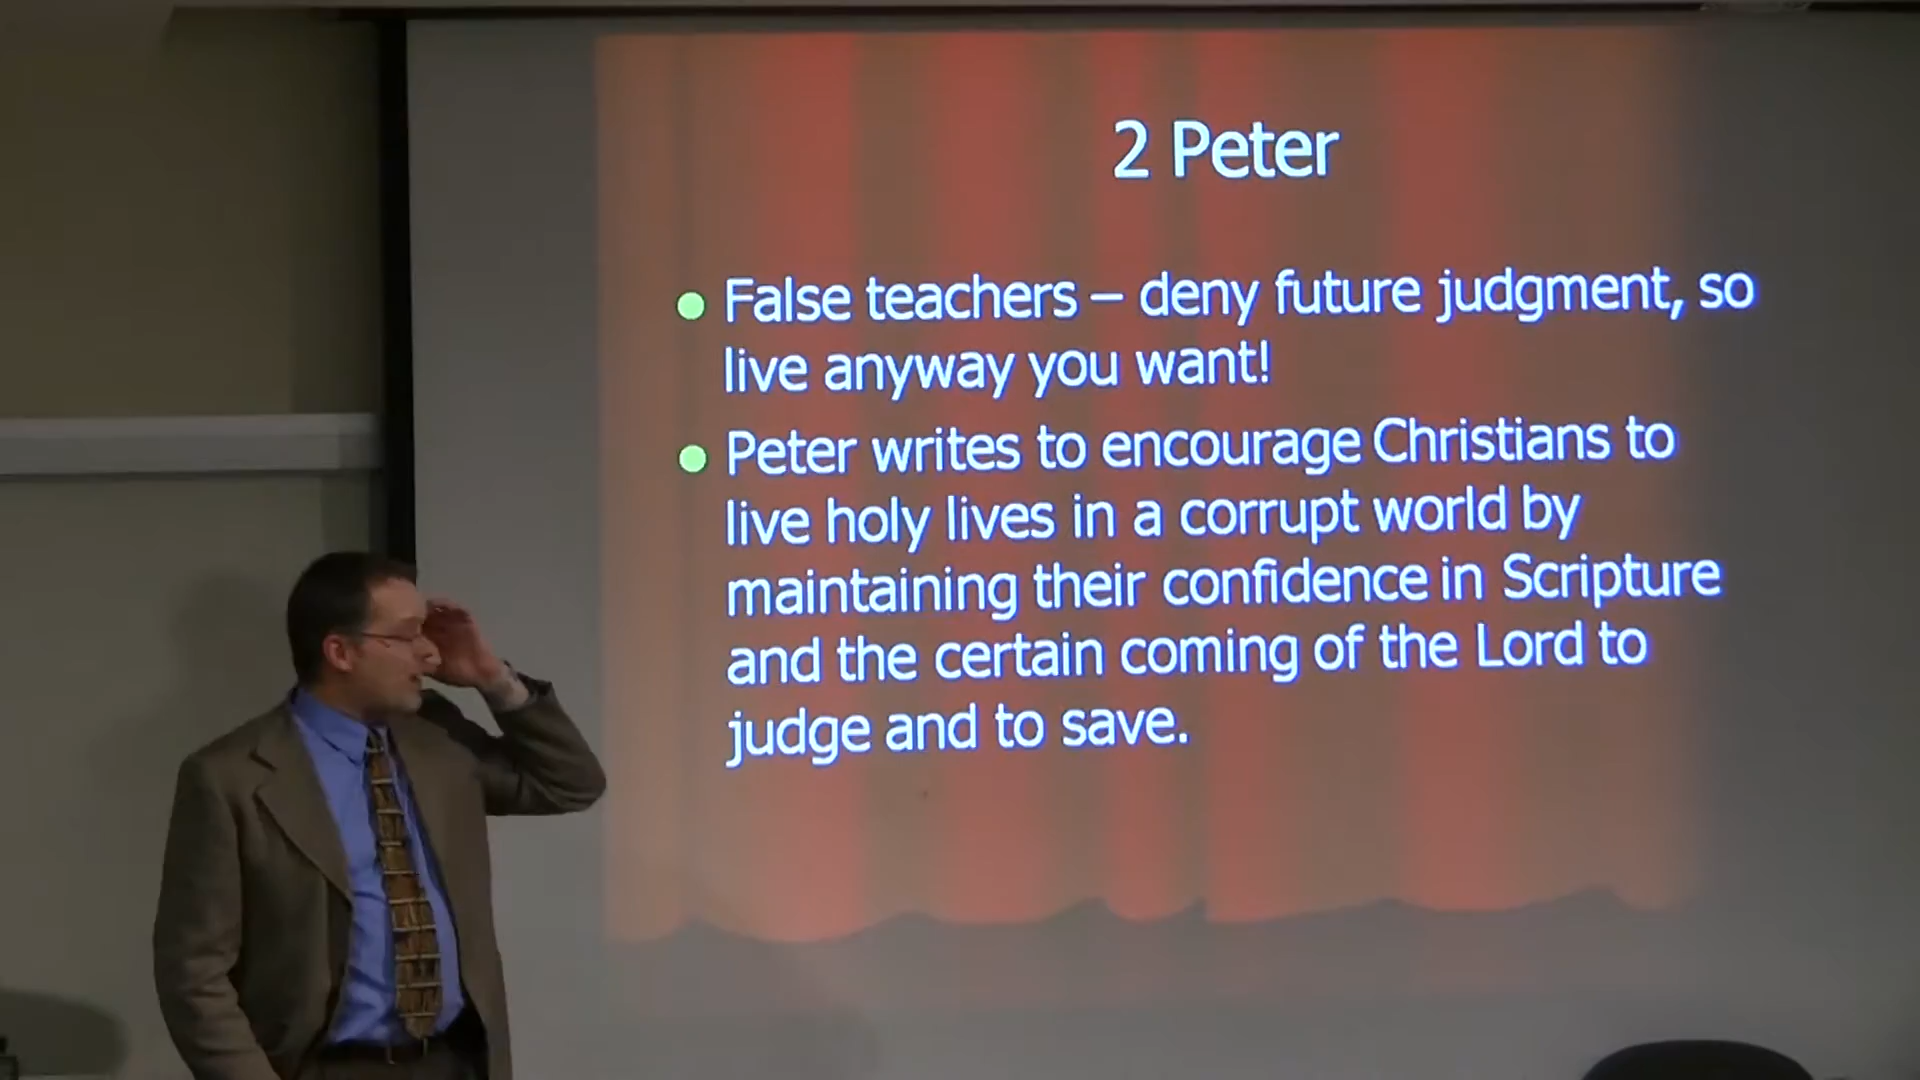 2 Peter
False teachers – deny future judgment, so
live anyway you want!
Peter writes to encourage Christians to
live holy lives in a corrupt world by
maintaining their confidence in Scripture
and the certain coming of the Lord to
judge and to save.